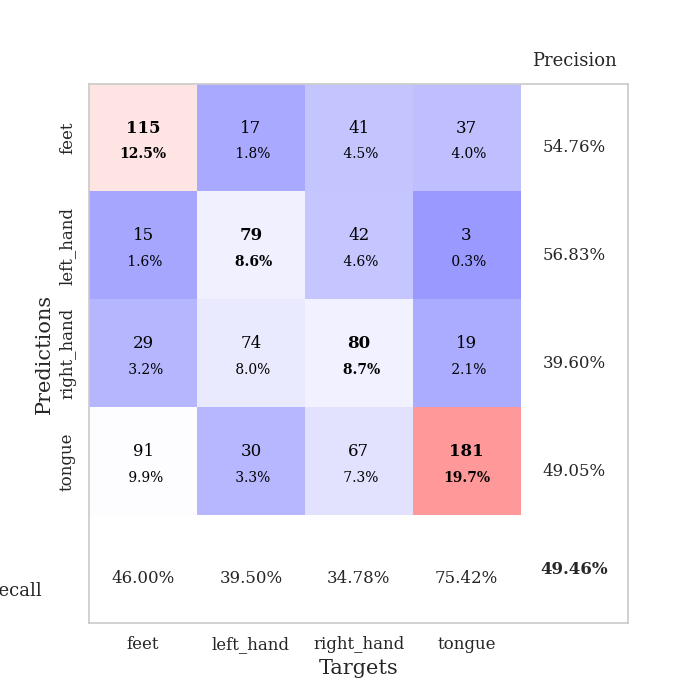 Precision
feet
115 17 41 37
12.5% 1.8% 4.5% 4.0%
54.76%
left_hand
15 79 42 3
1.6% 8.6% 4.6% 0.3%
56.83%
Predictions
right_hand
29 74 80 19
3.2% 8.0% 8.7% 2.1%
39.60%
tongue
91 30 67 181
9.9% 3.3% 7.3% 19.7%
49.05%
ecall
46.00% 39.50% 34.78% 75.42% 49.46%
feet left_hand right_hand tongue
Targets